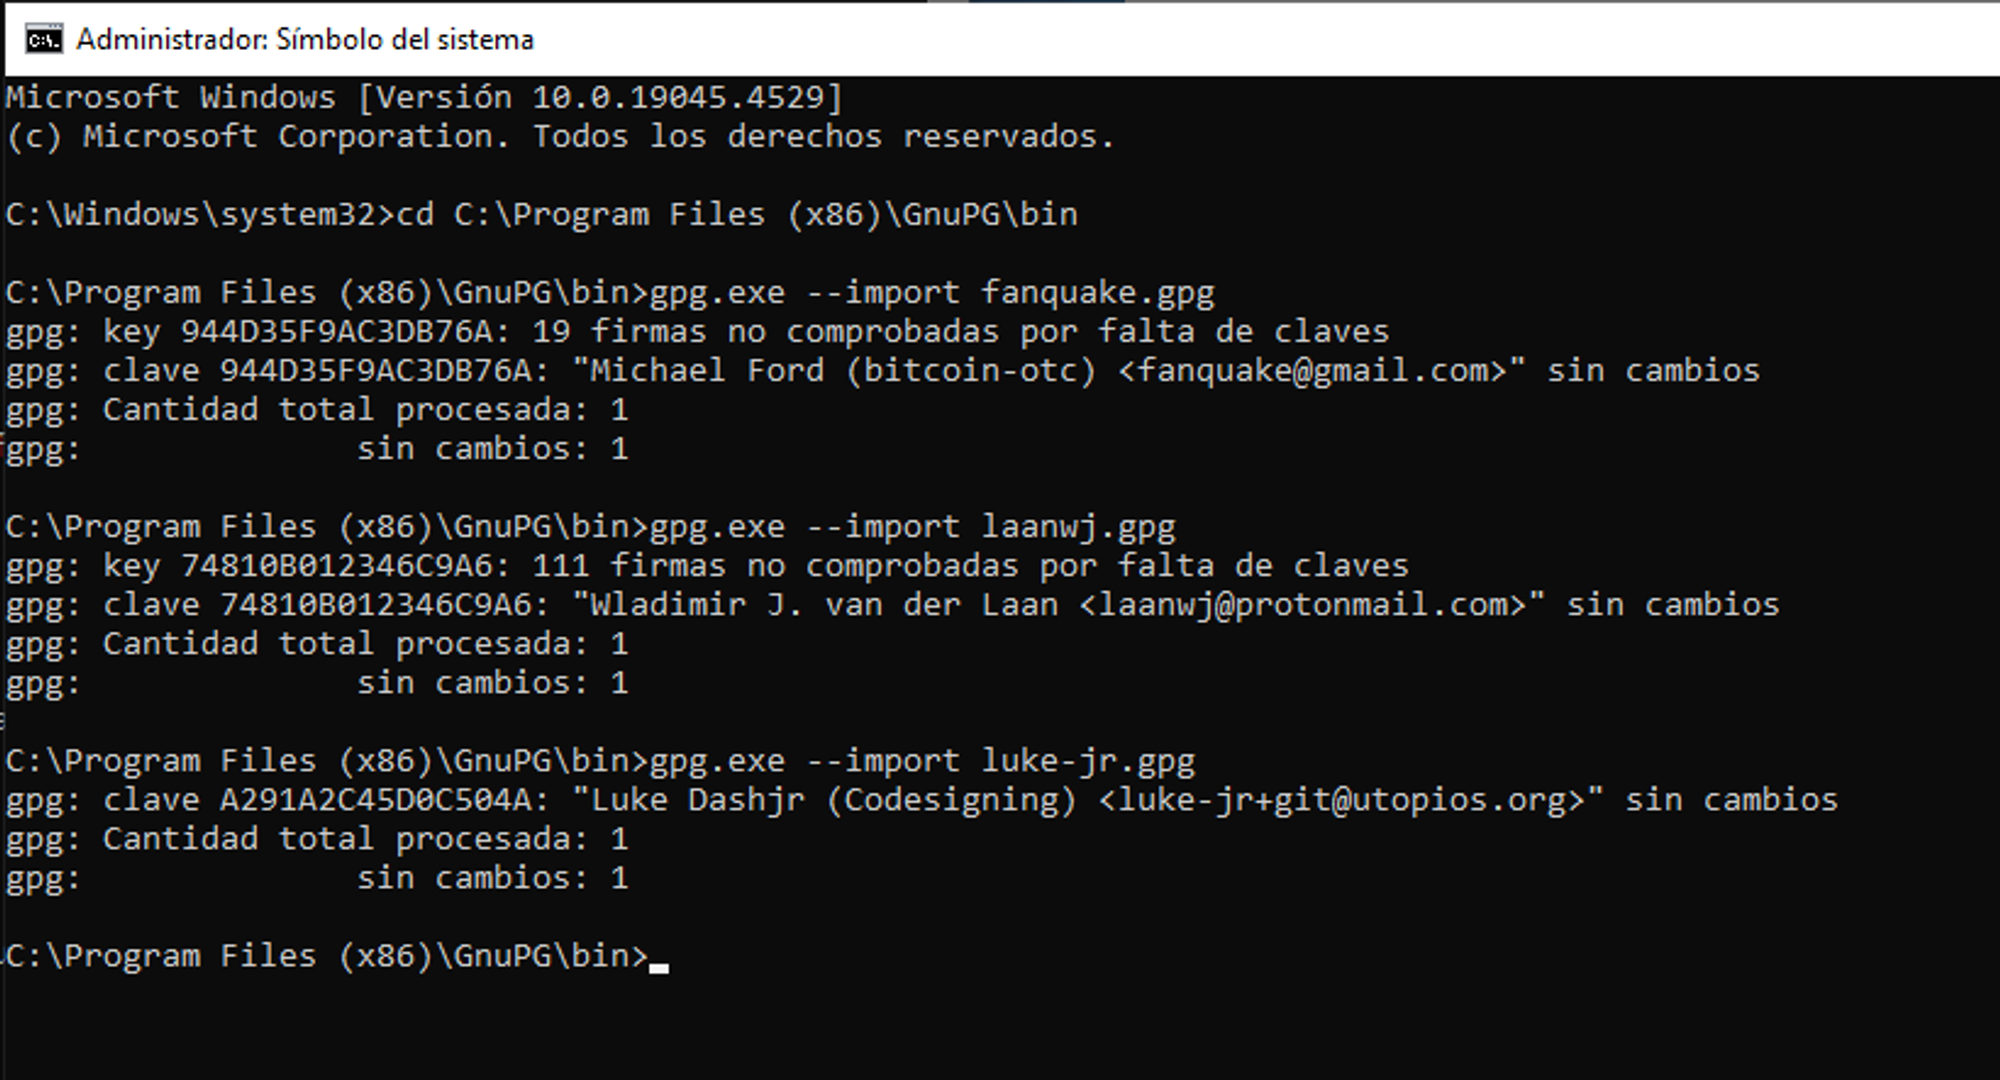 Administrador: Símbolo del sistema
Microsoft Windows [Versión 10.0.19045.4529]
(c) Microsoft Corporation. Todos los derechos reservados.
C:\Windows\system32>cd C:\Program Files (x86)\GnuPG\bin
C:\Program Files (x86)\GnuPG\bin>gpg.exe --import fanquake.gpg
gpg: key 944D35F9AC3DB76A: 19 firmas no comprobadas por falta de claves
gpg: clave 944D35F9AC3DB76A: "Michael Ford (bitcoin-otc) <fanquake@gmail.com>" sin cambios
gpg: Cantidad total procesada: 1
gpg:              sin cambios: 1
C:\Program Files (x86)\GnuPG\bin>gpg.exe --import laanwj.gpg
gpg: key 74810B012346C9A6: 111 firmas no comprobadas por falta de claves
gpg: clave 74810B012346C9A6: "Wladimir J. van der Laan <laanwj@protonmail.com>" sin cambios
gpg: Cantidad total procesada: 1
gpg:              sin cambios: 1
C:\Program Files (x86)\GnuPG\bin>gpg.exe --import luke-jr.gpg
gpg: clave A291A2C45D0C504A: "Luke Dashjr (Codesigning) <luke-jr+git@utopios.org>" sin cambios
gpg: Cantidad total procesada: 1
gpg:              sin cambios: 1
C:\Program Files (x86)\GnuPG\bin>